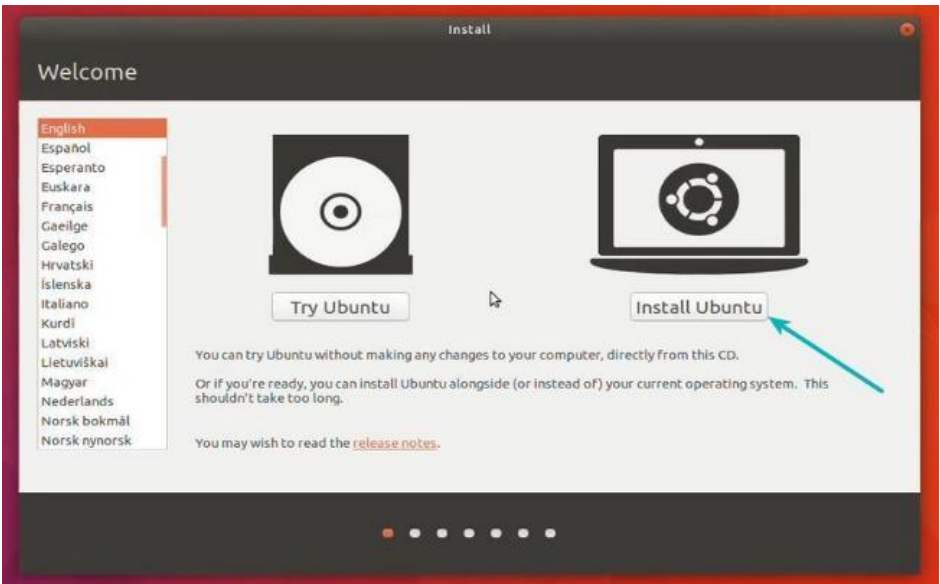 Install
Welcome
English
Español
Esperanto
Euskara
Français
Gaeilge
Galego
Hrvatski
Íslenska
Italiano
Kurdî
Latviski
Lietuviškai
Magyar
Nederlands
Norsk bokmål
Norsk nynorsk
Try Ubuntu
Install Ubuntu
You can try Ubuntu without making any changes to your computer, directly from this CD.
Or if you're ready, you can install Ubuntu alongside (or instead of) your current operating system. This
shouldn't take too long.
You may wish to read the release notes.